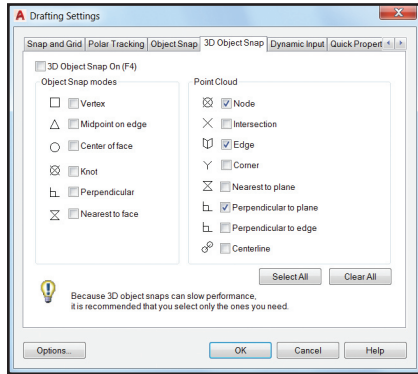 Drafting Settings
Snap and Grid Polar Tracking Object Snap 3D Object Snap Dynamic Input Quick Propert
3D Object Snap On (F4)
Object Snap modes
Vertex
Midpoint on edge
Center of face
Knot
Perpendicular
Nearest to face
Point Cloud
Node
Intersection
Edge
Corner
Nearest to plane
Perpendicular to plane
Perpendicular to edge
Centerline
Select All Clear All
Because 3D object snaps can slow performance,
it is recommended that you select only the ones you need.
Options... OK Cancel Help